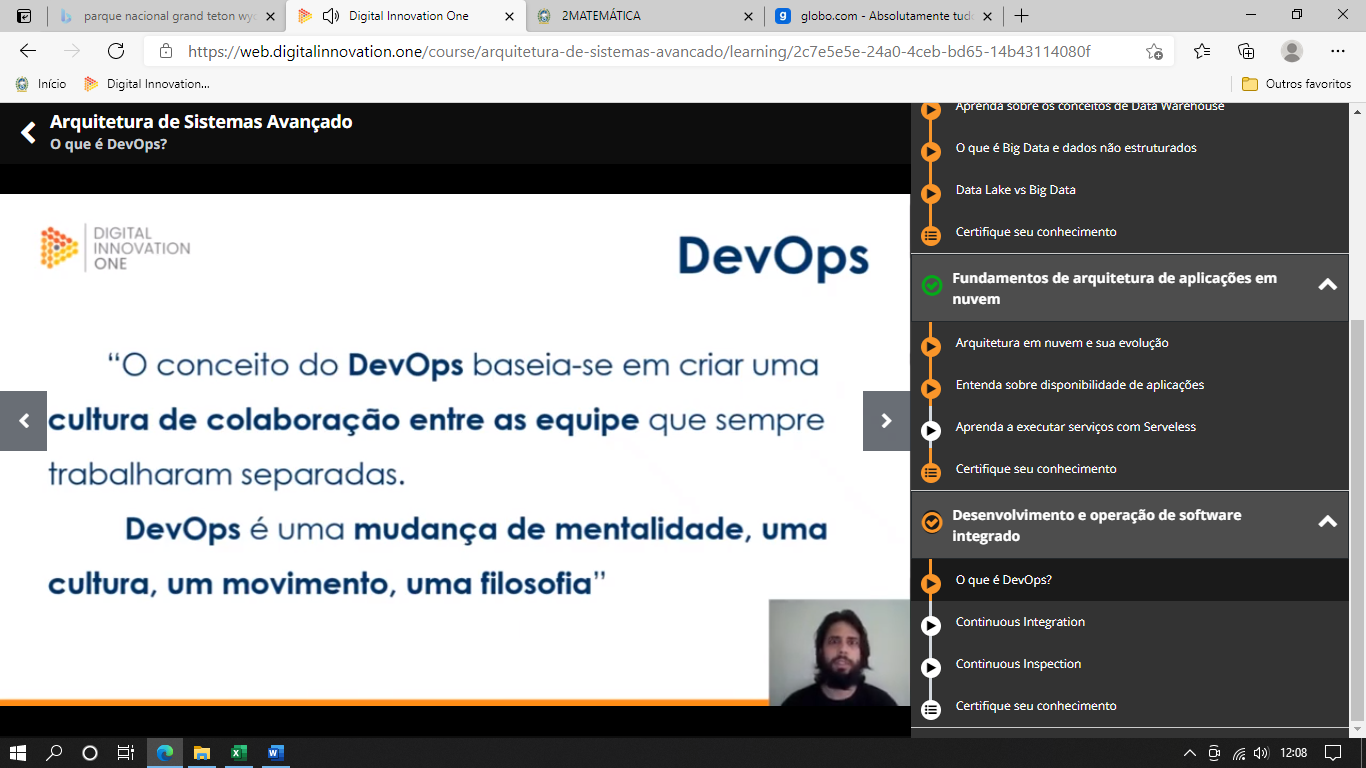 parque nacional grand teton wy
Digital Innovation One
2MATEMÁTICA
globo.com - Absolutamente tud
https://web.digitalinnovation.one/course/arquitetura-de-sistemas-avancado/learning/2c7e5e5e-24a0-4ceb-bd65-14b43114080f
Início
Digital Innovation...
Outros favoritos
Arquitetura de Sistemas Avançado
O que é DevOps?
DIGITAL
INNOVATION
ONE
DevOps
“O conceito do DevOps baseia-se em criar uma
cultura de colaboração entre as equipe que sempre
trabalharam separadas.
DevOps é uma mudança de mentalidade, uma
cultura, um movimento, uma filosofia”
Aprenda sobre os conceitos de Data Warehouse
O que é Big Data e dados não estruturados
Data Lake vs Big Data
Certifique seu conhecimento
Fundamentos de arquitetura de aplicações em
nuvem
Arquitetura em nuvem e sua evolução
Entenda sobre disponibilidade de aplicações
Aprenda a executar serviços com Serveless
Certifique seu conhecimento
Desenvolvimento e operação de software
integrado
O que é DevOps?
Continuous Integration
Continuous Inspection
Certifique seu conhecimento
12:08